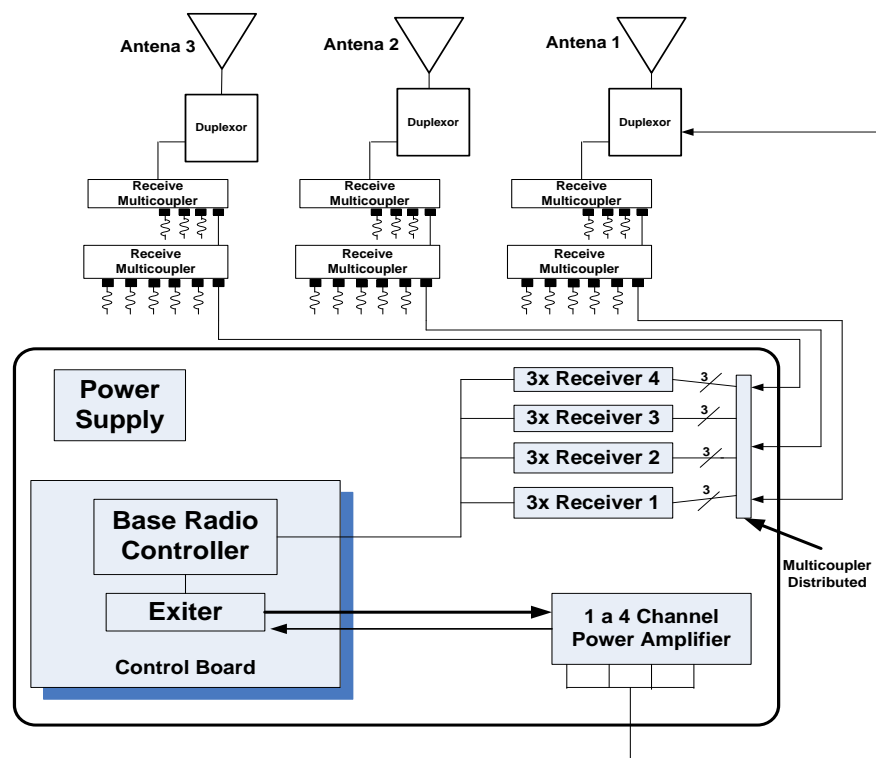 Antena 3
Antena 2
Antena 1
Duplexor
Duplexor
Duplexor
Receive
Multicoupler
Receive
Multicoupler
Receive
Multicoupler
Receive
Multicoupler
Receive
Multicoupler
Receive
Multicoupler
Power
Supply
3x Receiver 4
3
3x Receiver 3
3
3x Receiver 2
3
3x Receiver 1
3
Multicoupler
Distributed
Base Radio
Controller
Exiter
Control Board
1 a 4 Channel
Power Amplifier